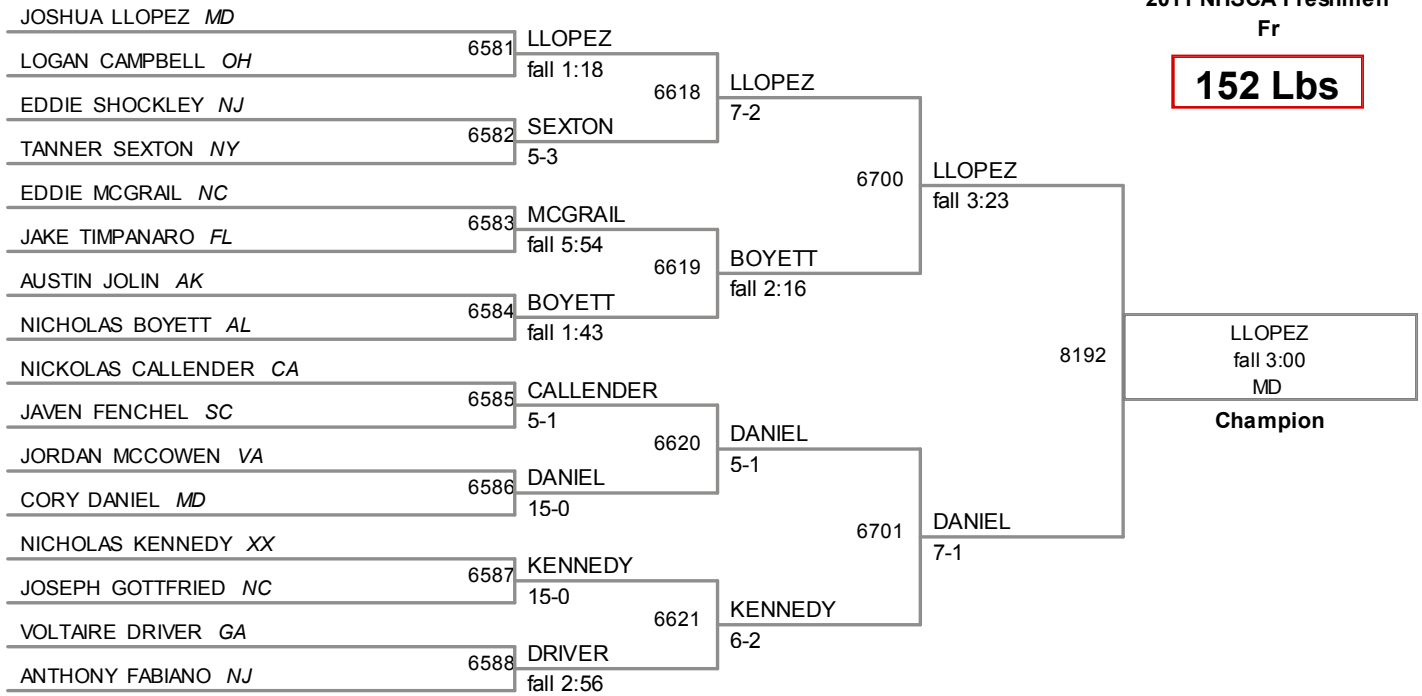 2011 NHSCA Freshmen
Fr
152 Lbs
JOSHUA LLOPEZ MD
LOGAN CAMPBELL OH
EDDIE SHOCKLEY NJ
TANNER SEXTON NY
EDDIE MCGRAIL NC
JAKE TIMPANARO FL
AUSTIN JOLIN AK
NICHOLAS BOYETT AL
NICKOLAS CALLENDER CA
JAVEN FENCHEL SC
JORDAN MCCOWEN VA
CORY DANIEL MD
NICHOLAS KENNEDY XX
JOSEPH GOTTFRIED NC
VOLTAIRE DRIVER GA
ANTHONY FABIANO NJ
6581 LLOPEZ
fall 1:18
6582 SEXTON
5-3
6583 MCGRAIL
fall 5:54
6584 BOYETT
fall 1:43
6585 CALLENDER
5-1
6586 DANIEL
15-0
6587 KENNEDY
15-0
6588 DRIVER
fall 2:56
6618 LLOPEZ
7-2
6619 BOYETT
fall 2:16
6620 DANIEL
5-1
6621 KENNEDY
6-2
6700 LLOPEZ
fall 3:23
6701 DANIEL
7-1
8192 LLOPEZ
fall 3:00
MD
Champion